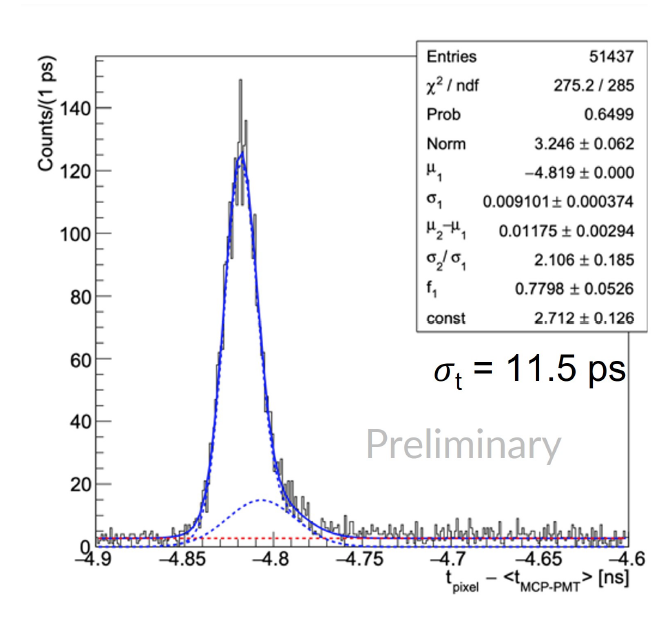 Entries 51437
χ² / ndf 275.2 / 285
Prob 0.6499
Norm 3.246 ± 0.062
μ₁ −4.819 ± 0.000
σ₁ 0.009101 ± 0.000374
μ₂−μ₁ 0.01175 ± 0.00294
σ₂/σ₁ 2.106 ± 0.185
f₁ 0.7798 ± 0.0526
const 2.712 ± 0.126
σt = 11.5 ps
Preliminary
Counts/(1 ps)
140
120
100
80
60
40
20
0
−4.9 −4.85 −4.8 −4.75 −4.7 −4.65 −4.6
tpixel − <tMCP-PMT> [ns]